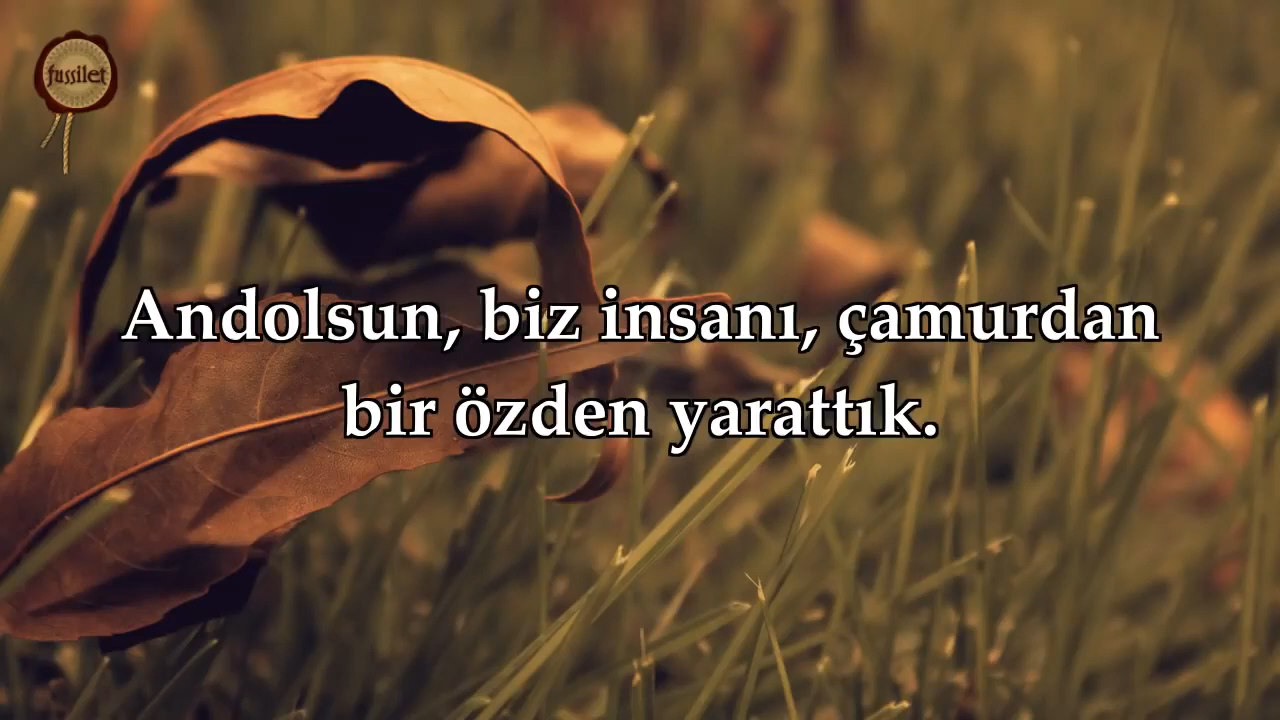 fussilet
Andolsun, biz insanı, çamurdan
bir özden yarattık.